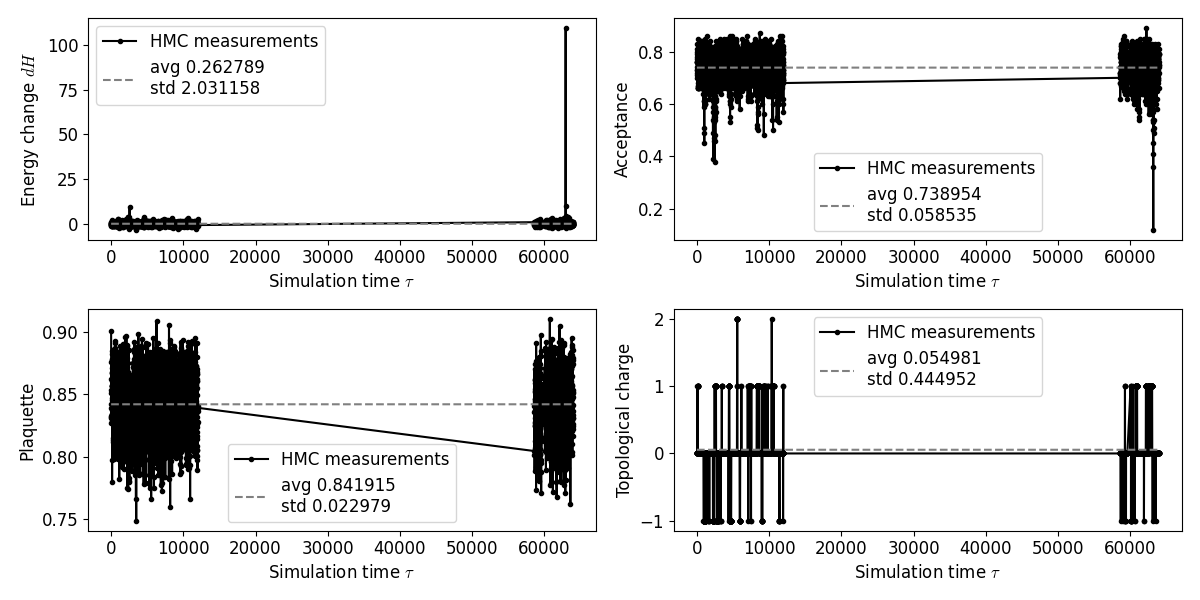 Energy change dH
100
75
50
25
0
HMC measurements
avg 0.262789
std 2.031158
0 10000 20000 30000 40000 50000 60000
Simulation time τ
Acceptance
0.8
0.6
0.4
0.2
HMC measurements
avg 0.738954
std 0.058535
0 10000 20000 30000 40000 50000 60000
Simulation time τ
Plaquette
0.90
0.85
0.80
0.75
HMC measurements
avg 0.841915
std 0.022979
0 10000 20000 30000 40000 50000 60000
Simulation time τ
Topological charge
2
1
0
−1
HMC measurements
avg 0.054981
std 0.444952
0 10000 20000 30000 40000 50000 60000
Simulation time τ